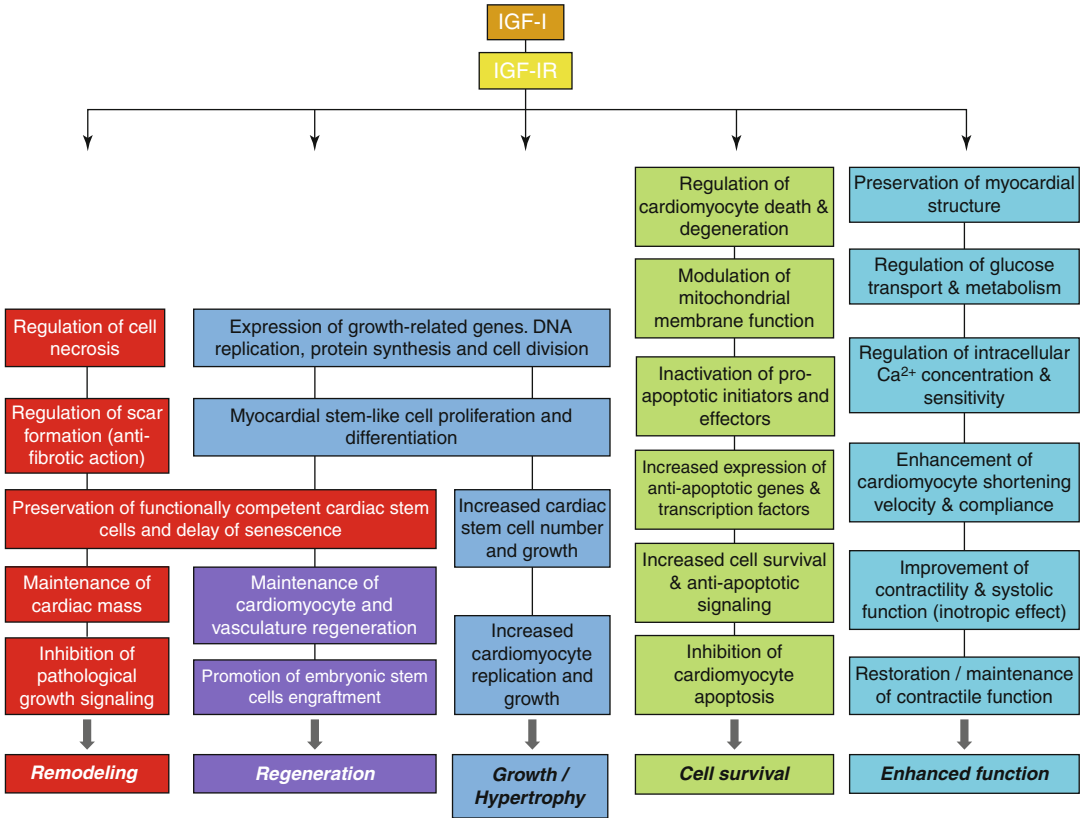 IGF-I
IGF-IR
Regulation of cell
necrosis
Regulation of scar
formation (anti-
fibrotic action)
Preservation of functionally competent cardiac stem
cells and delay of senescence
Maintenance of
cardiac mass
Inhibition of
pathological
growth signaling
Remodeling
Expression of growth-related genes. DNA
replication, protein synthesis and cell division
Myocardial stem-like cell proliferation and
differentiation
Maintenance of
cardiomyocyte and
vasculature regeneration
Promotion of embryonic stem
cells engraftment
Regeneration
Increased cardiac
stem cell number
and growth
Increased
cardiomyocyte
replication and
growth
Growth /
Hypertrophy
Regulation of
cardiomyocyte death &
degeneration
Modulation of
mitochondrial
membrane function
Inactivation of pro-
apoptotic initiators and
effectors
Increased expression of
anti-apoptotic genes &
transcription factors
Increased cell survival
& anti-apoptotic
signaling
Inhibition of
cardiomyocyte
apoptosis
Cell survival
Preservation of myocardial
structure
Regulation of glucose
transport & metabolism
Regulation of intracellular
Ca²⁺ concentration &
sensitivity
Enhancement of
cardiomyocyte shortening
velocity & compliance
Improvement of
contractility & systolic
function (inotropic effect)
Restoration / maintenance
of contractile function
Enhanced function